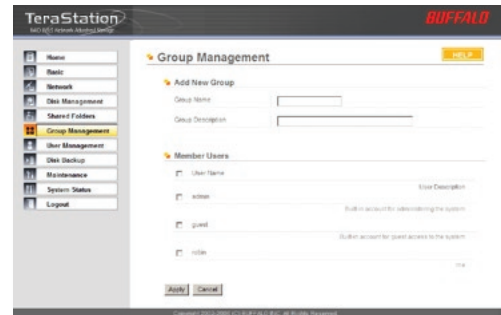 TeraStation
BUFFALO
Home
Basic
Network
Disk Management
Shared Folders
Group Management
User Management
Disk Backup
Maintenance
System Status
Logout
Group Management
HELP
Add New Group
Group Name
Group Description
Member Users
User Name
User Description
admin
Built-in account for administering the system
guest
Built-in account for guest access to the system
me
Apply Cancel